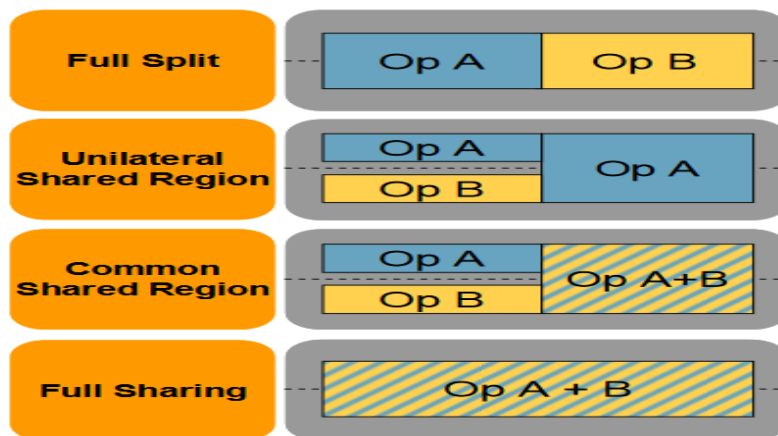 Full Split
Op A Op B
Unilateral
Shared Region
Op A
Op B
Op A
Common
Shared Region
Op A
Op B
Op A+B
Full Sharing
Op A + B